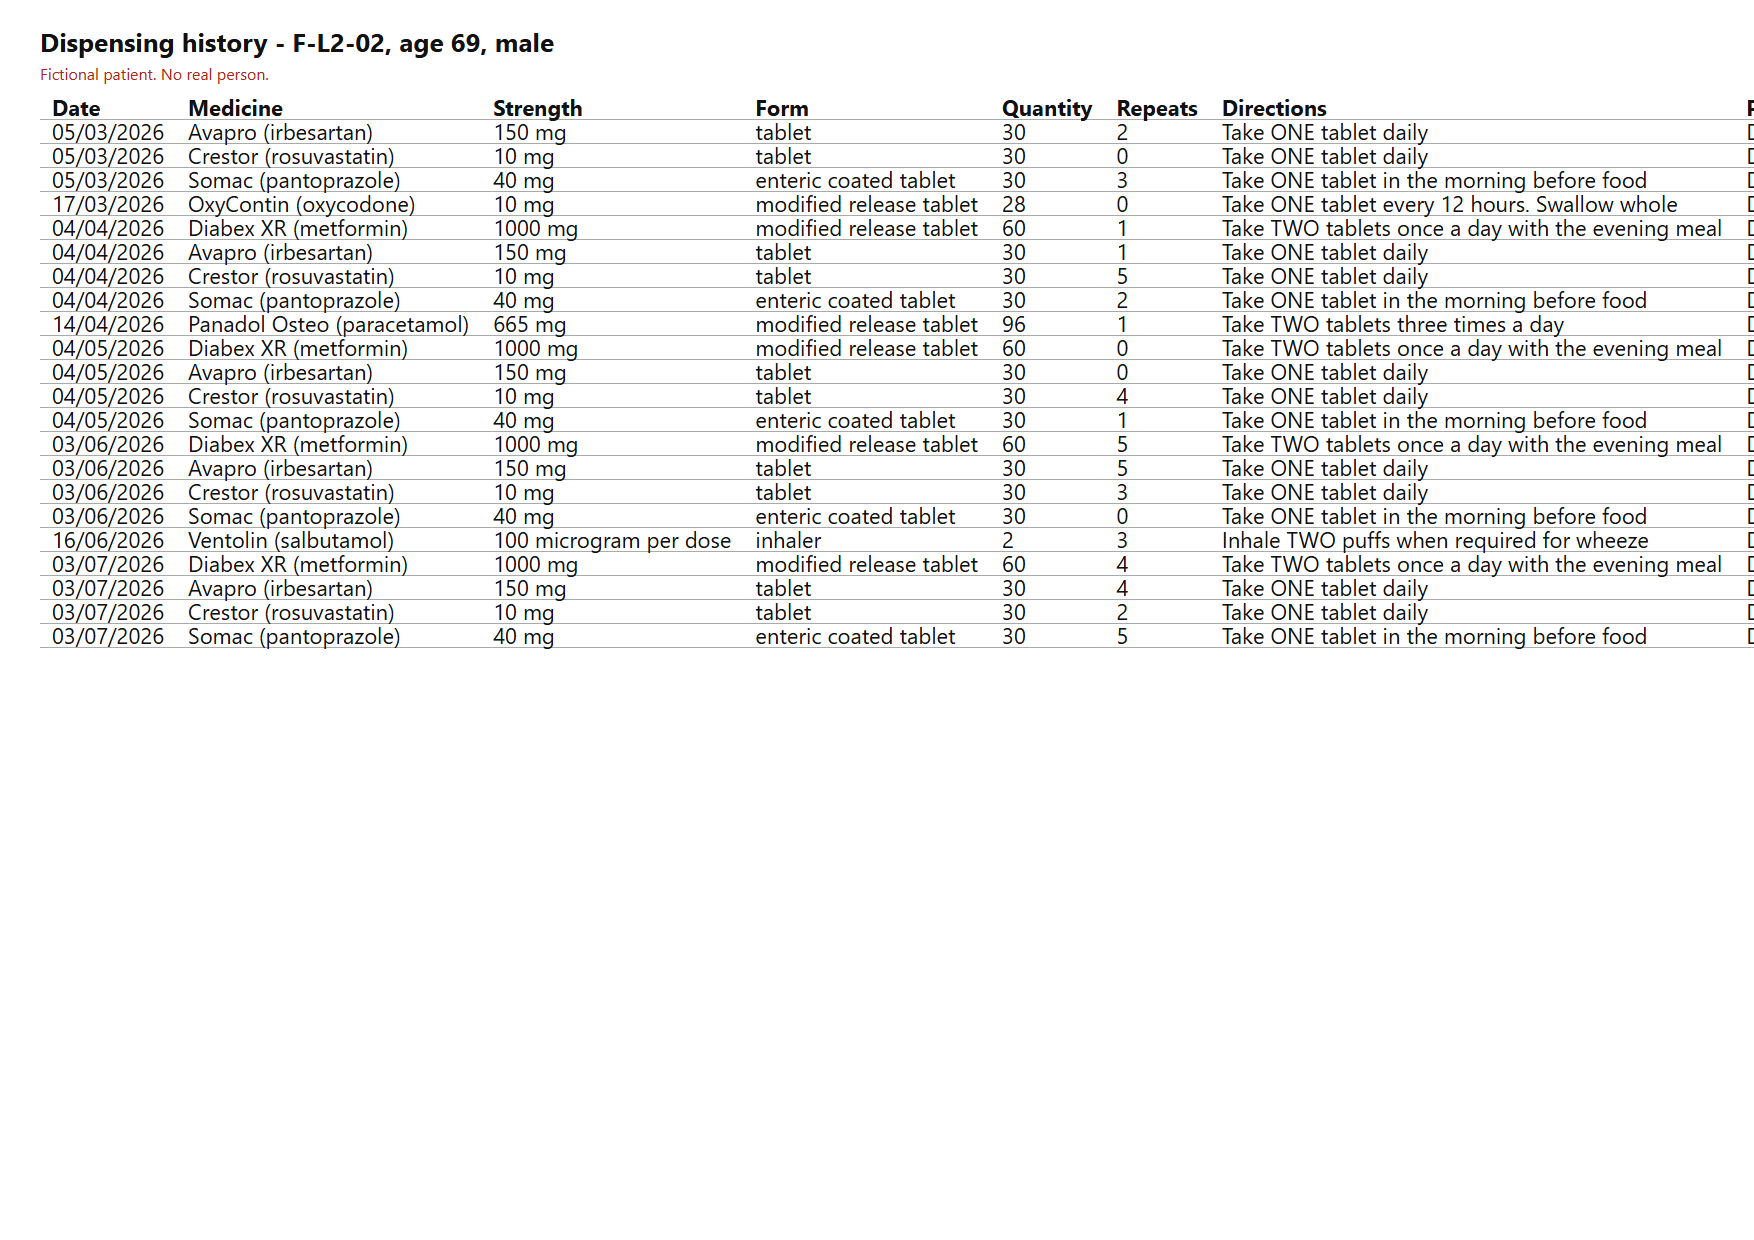 Dispensing history - F-L2-02, age 69, male
Fictional patient. No real person.
Date Medicine Strength Form Quantity Repeats Directions
05/03/2026 Avapro (irbesartan) 150 mg tablet 30 2 Take ONE tablet daily
05/03/2026 Crestor (rosuvastatin) 10 mg tablet 30 0 Take ONE tablet daily
05/03/2026 Somac (pantoprazole) 40 mg enteric coated tablet 30 3 Take ONE tablet in the morning before food
17/03/2026 OxyContin (oxycodone) 10 mg modified release tablet 28 0 Take ONE tablet every 12 hours. Swallow whole
04/04/2026 Diabex XR (metformin) 1000 mg modified release tablet 60 1 Take TWO tablets once a day with the evening meal
04/04/2026 Avapro (irbesartan) 150 mg tablet 30 1 Take ONE tablet daily
04/04/2026 Crestor (rosuvastatin) 10 mg tablet 30 5 Take ONE tablet daily
04/04/2026 Somac (pantoprazole) 40 mg enteric coated tablet 30 2 Take ONE tablet in the morning before food
14/04/2026 Panadol Osteo (paracetamol) 665 mg modified release tablet 96 1 Take TWO tablets three times a day
04/05/2026 Diabex XR (metformin) 1000 mg modified release tablet 60 0 Take TWO tablets once a day with the evening meal
04/05/2026 Avapro (irbesartan) 150 mg tablet 30 0 Take ONE tablet daily
04/05/2026 Crestor (rosuvastatin) 10 mg tablet 30 4 Take ONE tablet daily
04/05/2026 Somac (pantoprazole) 40 mg enteric coated tablet 30 1 Take ONE tablet in the morning before food
03/06/2026 Diabex XR (metformin) 1000 mg modified release tablet 60 5 Take TWO tablets once a day with the evening meal
03/06/2026 Avapro (irbesartan) 150 mg tablet 30 5 Take ONE tablet daily
03/06/2026 Crestor (rosuvastatin) 10 mg tablet 30 3 Take ONE tablet daily
03/06/2026 Somac (pantoprazole) 40 mg enteric coated tablet 30 0 Take ONE tablet in the morning before food
16/06/2026 Ventolin (salbutamol) 100 microgram per dose inhaler 2 3 Inhale TWO puffs when required for wheeze
03/07/2026 Diabex XR (metformin) 1000 mg modified release tablet 60 4 Take TWO tablets once a day with the evening meal
03/07/2026 Avapro (irbesartan) 150 mg tablet 30 4 Take ONE tablet daily
03/07/2026 Crestor (rosuvastatin) 10 mg tablet 30 2 Take ONE tablet daily
03/07/2026 Somac (pantoprazole) 40 mg enteric coated tablet 30 5 Take ONE tablet in the morning before food